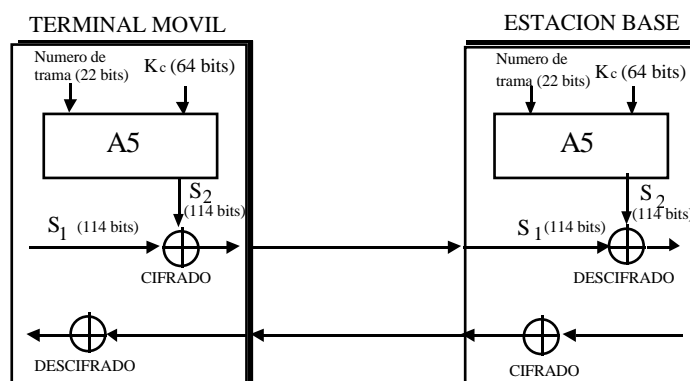 TERMINAL MOVIL
ESTACION BASE
Numero de
trama (22 bits)
Kc (64 bits)
A5
S2
(114 bits)
S1 (114 bits)
CIFRADO
DESCIFRADO
Numero de
trama (22 bits)
Kc (64 bits)
A5
S2
(114 bits)
S1 (114 bits)
DESCIFRADO
CIFRADO